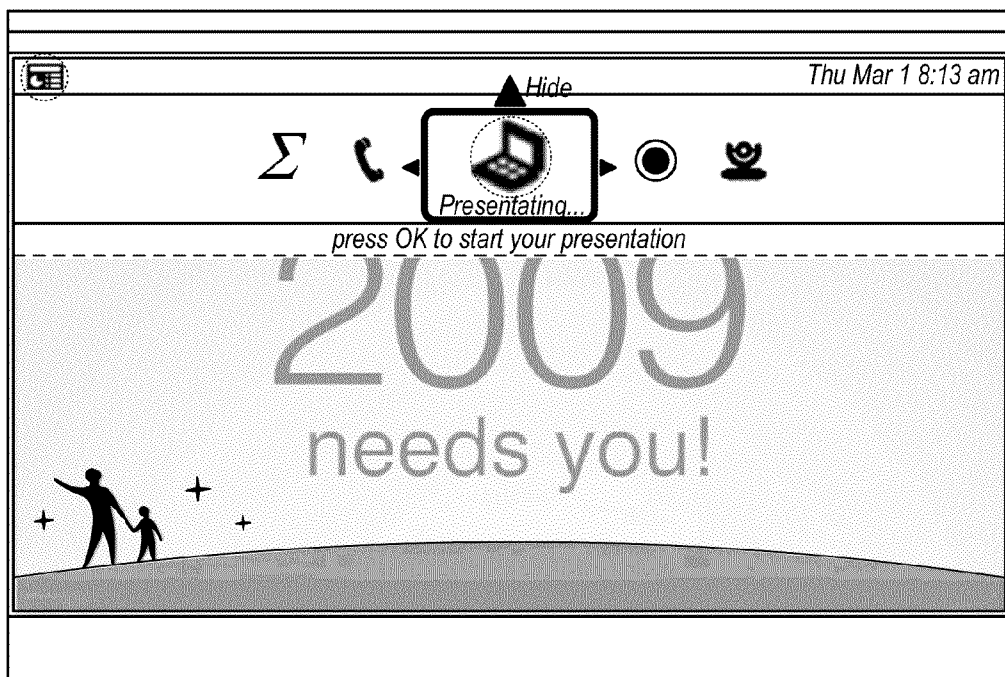 Thu Mar 1 8:13 am
Hide
Σ
Presentating...
press OK to start your presentation
2009
needs you!